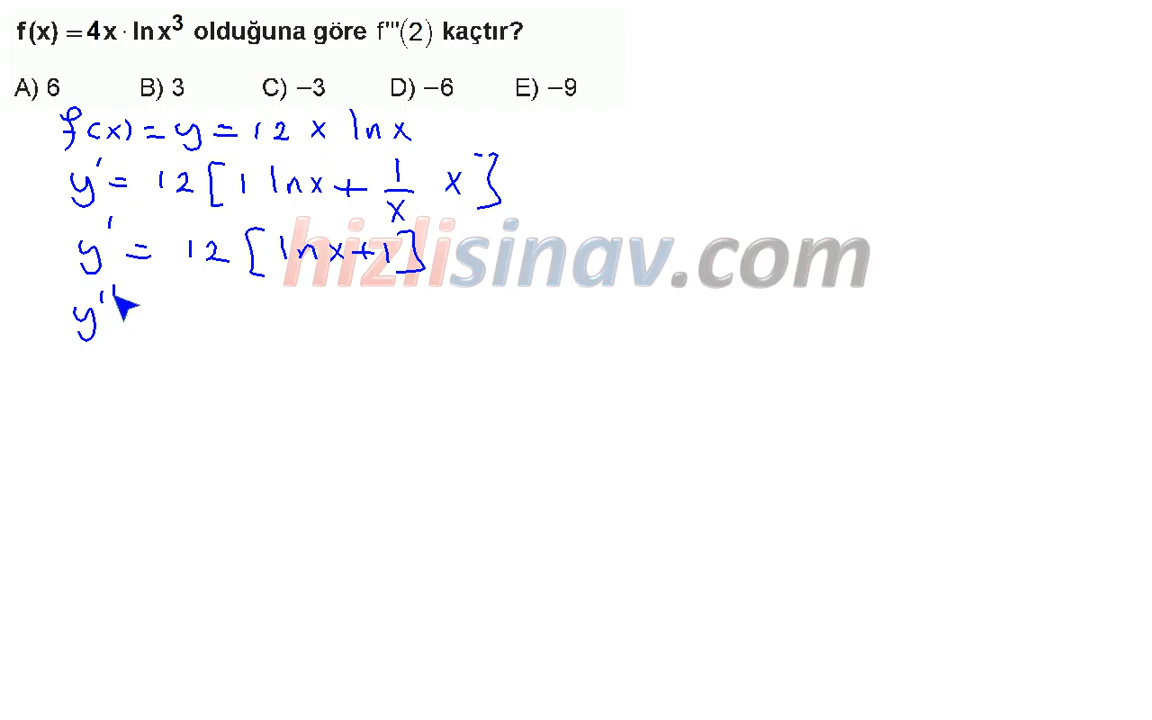 f(x) = 4x · ln x³ olduğuna göre f'''(2) kaçtır?
A) 6 B) 3 C) −3 D) −6 E) −9
f(x) = y = 12 x ln x
y' = 12 [ 1 ln x + 1/x x ]
y' = 12 [ ln x + 1 ]
hizlisinav.com
y''